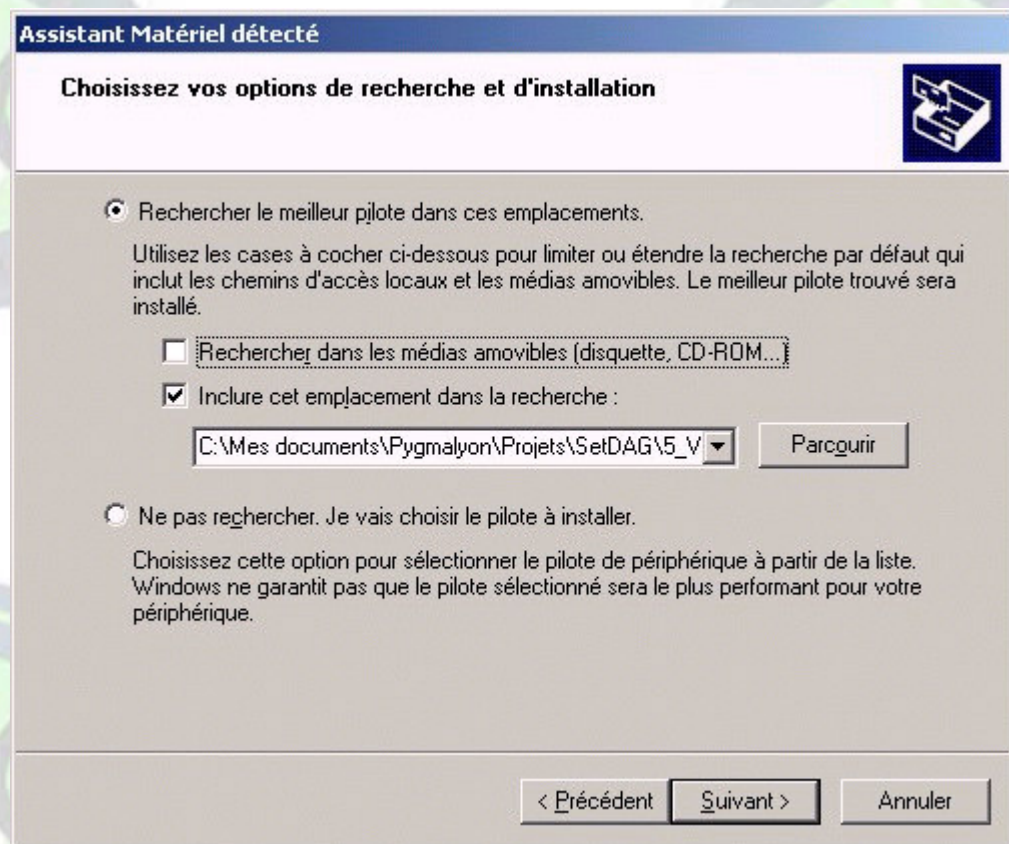 Assistant Matériel détecté
Choisissez vos options de recherche et d'installation
Rechercher le meilleur pilote dans ces emplacements.
Utilisez les cases à cocher ci-dessous pour limiter ou étendre la recherche par défaut qui
inclut les chemins d'accès locaux et les médias amovibles. Le meilleur pilote trouvé sera
installé.
Rechercher dans les médias amovibles (disquette, CD-ROM...)
Inclure cet emplacement dans la recherche :
C:\Mes documents\Pygmalyon\Projets\SetDAG\5_V
Parcourir
Ne pas rechercher. Je vais choisir le pilote à installer.
Choisissez cette option pour sélectionner le pilote de périphérique à partir de la liste.
Windows ne garantit pas que le pilote sélectionné sera le plus performant pour votre
périphérique.
< Précédent Suivant > Annuler